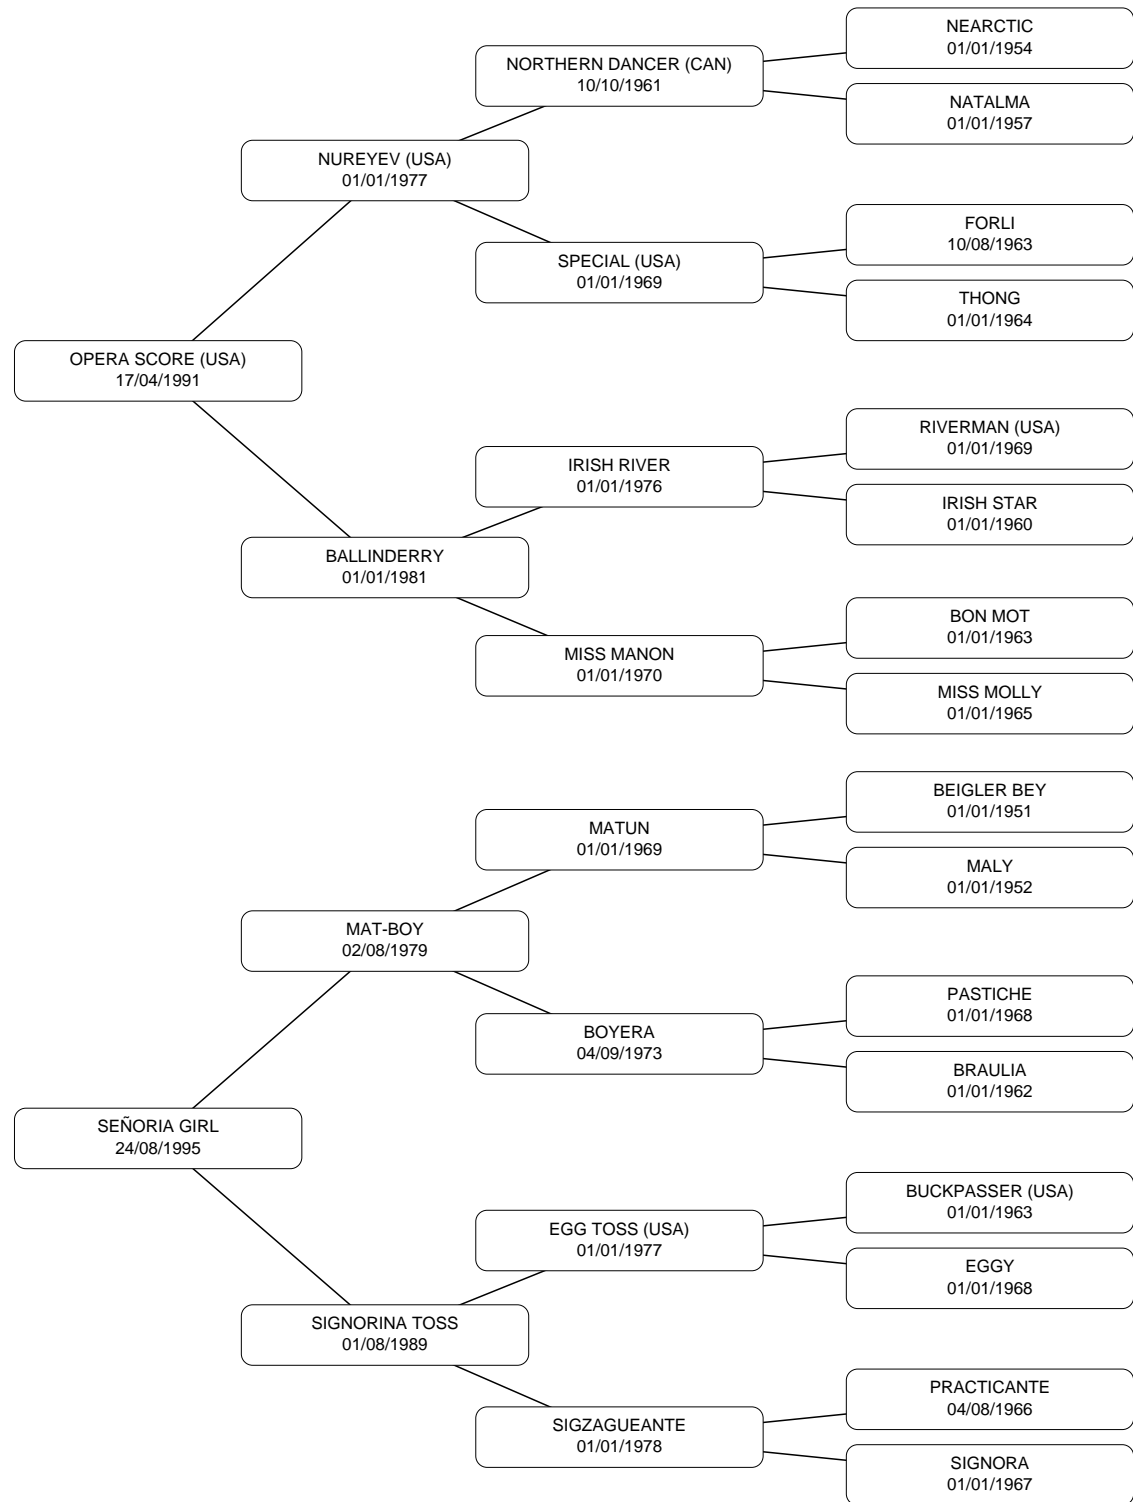 NEARCTIC
01/01/1954
NORTHERN DANCER (CAN)
10/10/1961
NATALMA
01/01/1957
NUREYEV (USA)
01/01/1977
FORLI
10/08/1963
SPECIAL (USA)
01/01/1969
THONG
01/01/1964
OPERA SCORE (USA)
17/04/1991
RIVERMAN (USA)
01/01/1969
IRISH RIVER
01/01/1976
IRISH STAR
01/01/1960
BALLINDERRY
01/01/1981
BON MOT
01/01/1963
MISS MANON
01/01/1970
MISS MOLLY
01/01/1965
BEIGLER BEY
01/01/1951
MATUN
01/01/1969
MALY
01/01/1952
MAT-BOY
02/08/1979
PASTICHE
01/01/1968
BOYERA
04/09/1973
BRAULIA
01/01/1962
SEÑORIA GIRL
24/08/1995
BUCKPASSER (USA)
01/01/1963
EGG TOSS (USA)
01/01/1977
EGGY
01/01/1968
SIGNORINA TOSS
01/08/1989
PRACTICANTE
04/08/1966
SIGZAGUEANTE
01/01/1978
SIGNORA
01/01/1967